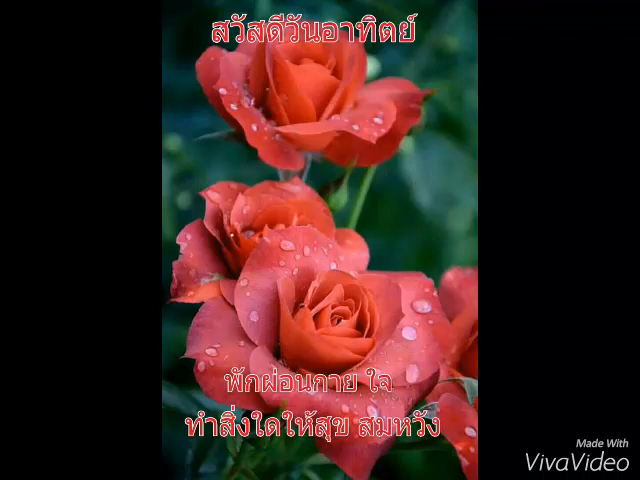 สวัสดีวันอาทิตย์
พักผ่อนกาย ใจ
ทำสิ่งใดให้สุข สมหวัง
Made With
VivaVideo